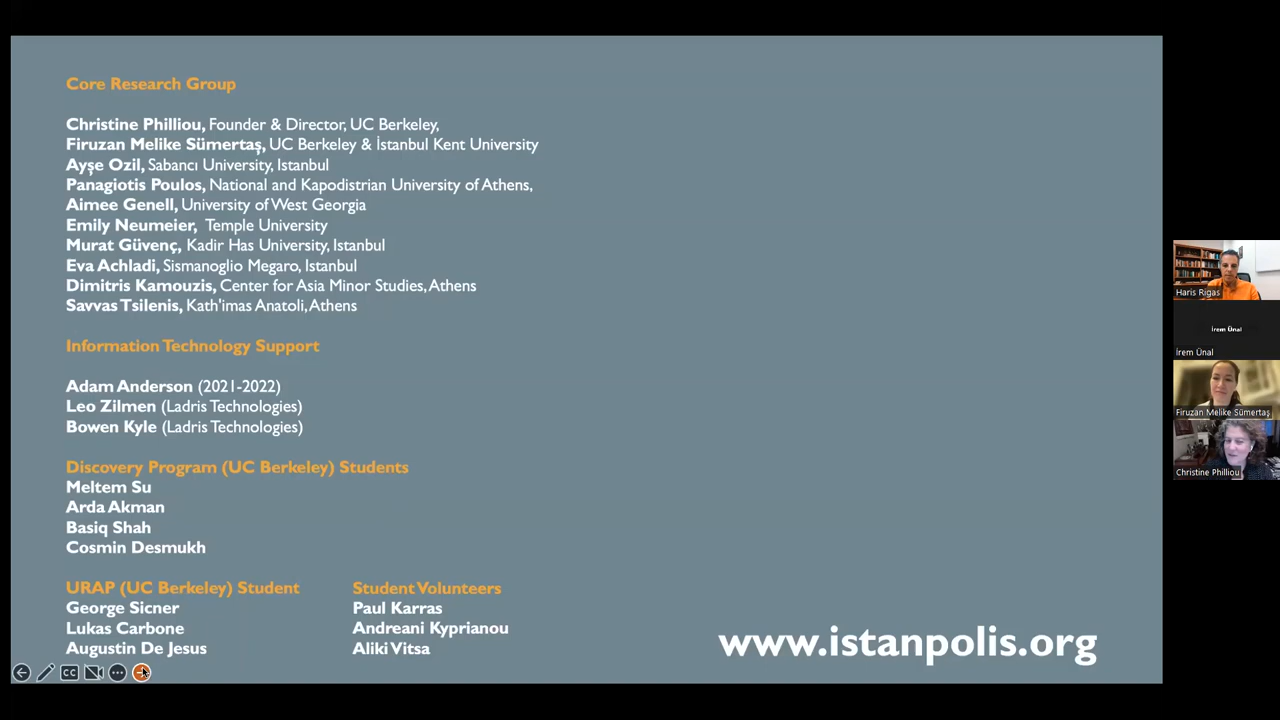 Core Research Group
Christine Philliou, Founder & Director, UC Berkeley,
Firuzan Melike Sümertaş, UC Berkeley & İstanbul Kent University
Ayşe Ozil, Sabancı University, Istanbul
Panagiotis Poulos, National and Kapodistrian University of Athens,
Aimee Genell, University of West Georgia
Emily Neumeier, Temple University
Murat Güvenç, Kadir Has University, Istanbul
Eva Achladi, Sismanoglio Megaro, Istanbul
Dimitris Kamouzis, Center for Asia Minor Studies, Athens
Savvas Tsilenis, Kath'imas Anatoli, Athens
Information Technology Support
Adam Anderson (2021-2022)
Leo Zilmen (Ladris Technologies)
Bowen Kyle (Ladris Technologies)
Discovery Program (UC Berkeley) Students
Meltem Su
Arda Akman
Basiq Shah
Cosmin Desmukh
URAP (UC Berkeley) Student
George Sicner
Lukas Carbone
Augustin De Jesus
Student Volunteers
Paul Karras
Andreani Kyprianou
Aliki Vitsa
www.istanpolis.org
CC
Haris Rigas
İrem Ünal
İrem Ünal
Firuzan Melike Sümertaş
Christine Philliou